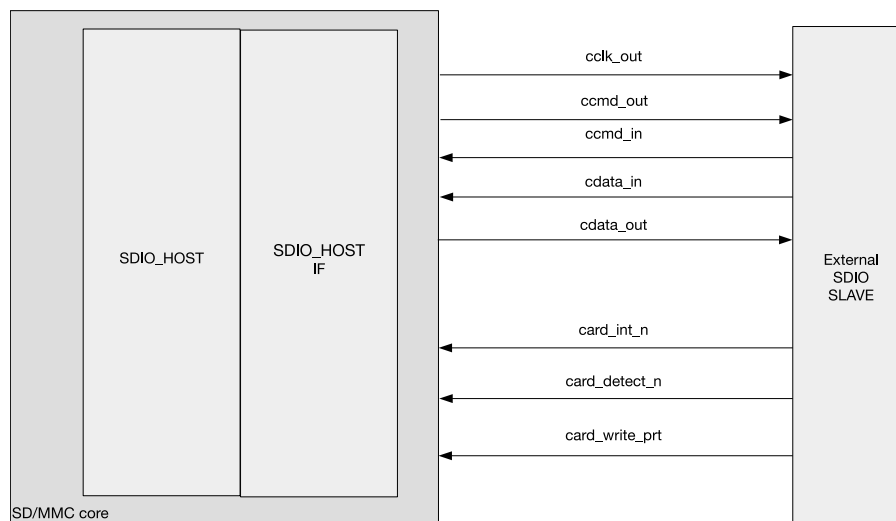 SDIO_HOST
SDIO_HOST
IF
cclk_out
ccmd_out
ccmd_in
cdata_in
cdata_out
card_int_n
card_detect_n
card_write_prt
External
SDIO
SLAVE
SD/MMC core